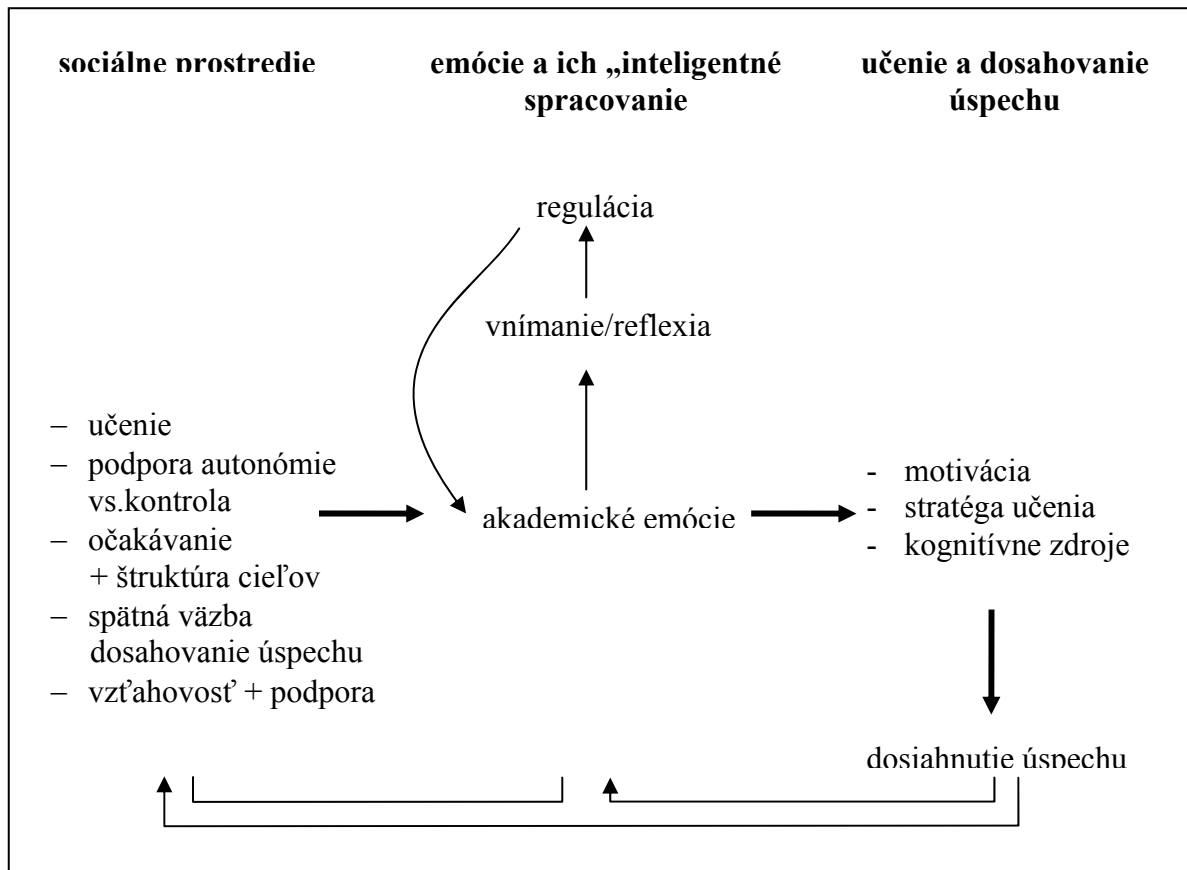 sociálne prostredie
emócie a ich „inteligentné
spracovanie
učenie a dosahovanie
úspechu
regulácia
vnímanie/reflexia
akademické emócie
– učenie
– podpora autonómie
vs.kontrola
– očakávanie
+ štruktúra cieľov
– spätná väzba
dosahovanie úspechu
– vzťahovosť + podpora
- motivácia
- stratéga učenia
- kognitívne zdroje
dosiahnutie úspechu